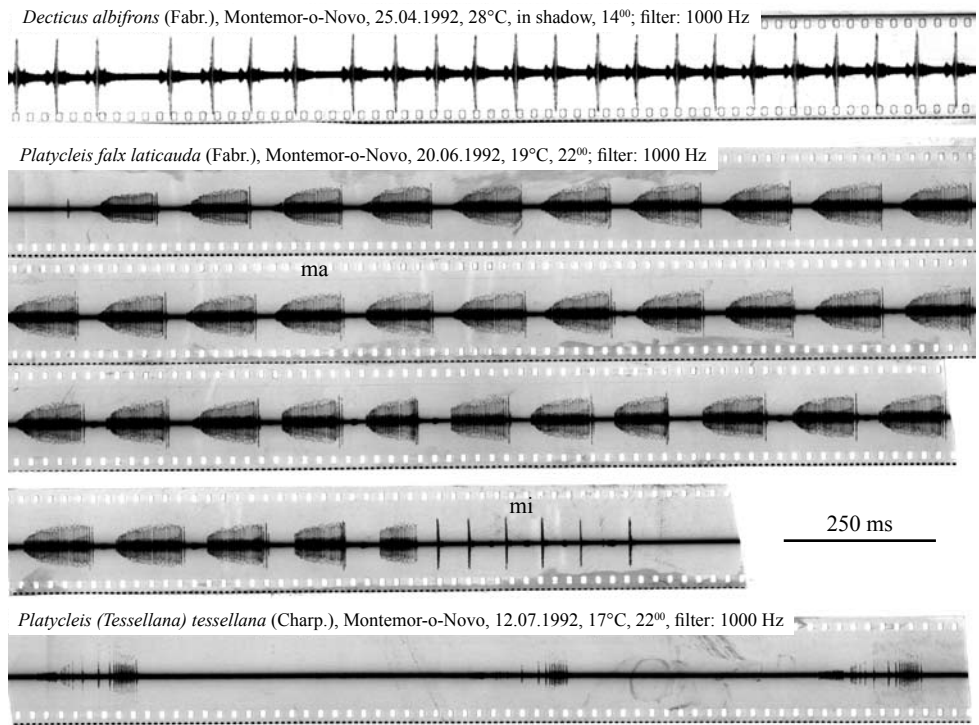 Decticus albifrons (Fabr.), Montemor-o-Novo, 25.04.1992, 28°C, in shadow, 14⁰⁰; filter: 1000 Hz
Platycleis falx laticauda (Fabr.), Montemor-o-Novo, 20.06.1992, 19°C, 22⁰⁰; filter: 1000 Hz
ma
mi
250 ms
Platycleis (Tessellana) tessellana (Charp.), Montemor-o-Novo, 12.07.1992, 17°C, 22⁰⁰, filter: 1000 Hz